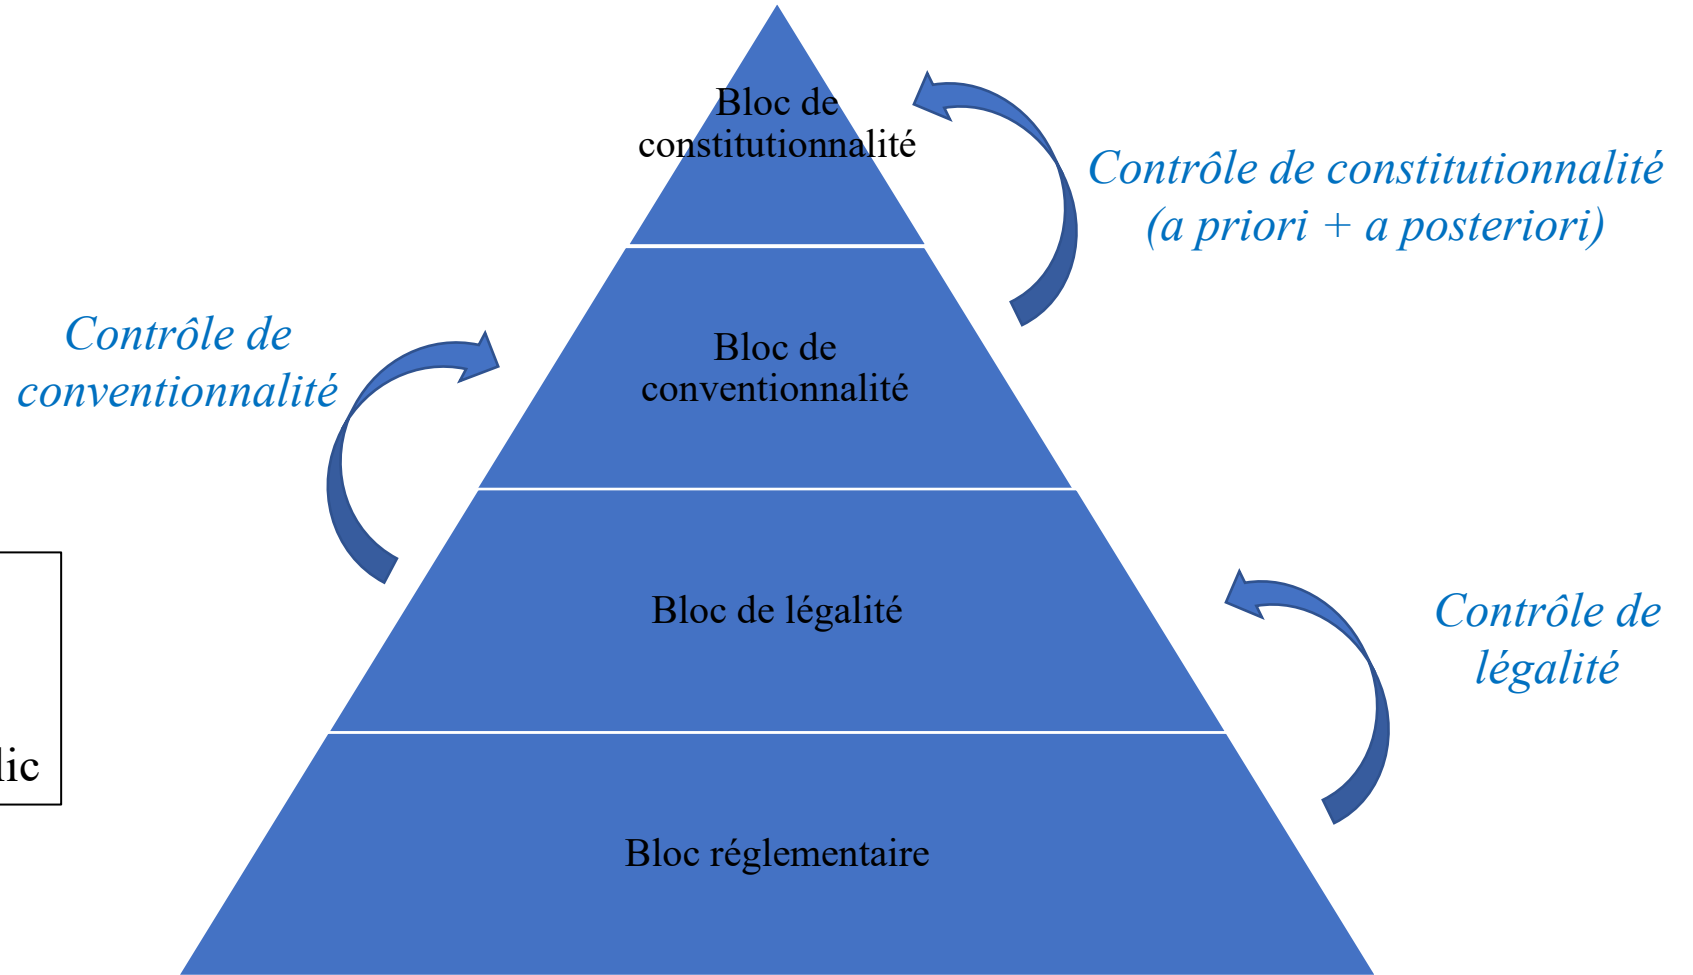 Bloc de
constitutionnalité
Contrôle de constitutionnalité
(a priori + a posteriori)
Contrôle de
conventionnalité
Bloc de
conventionnalité
Bloc de légalité
Contrôle de
légalité
lic
Bloc réglementaire